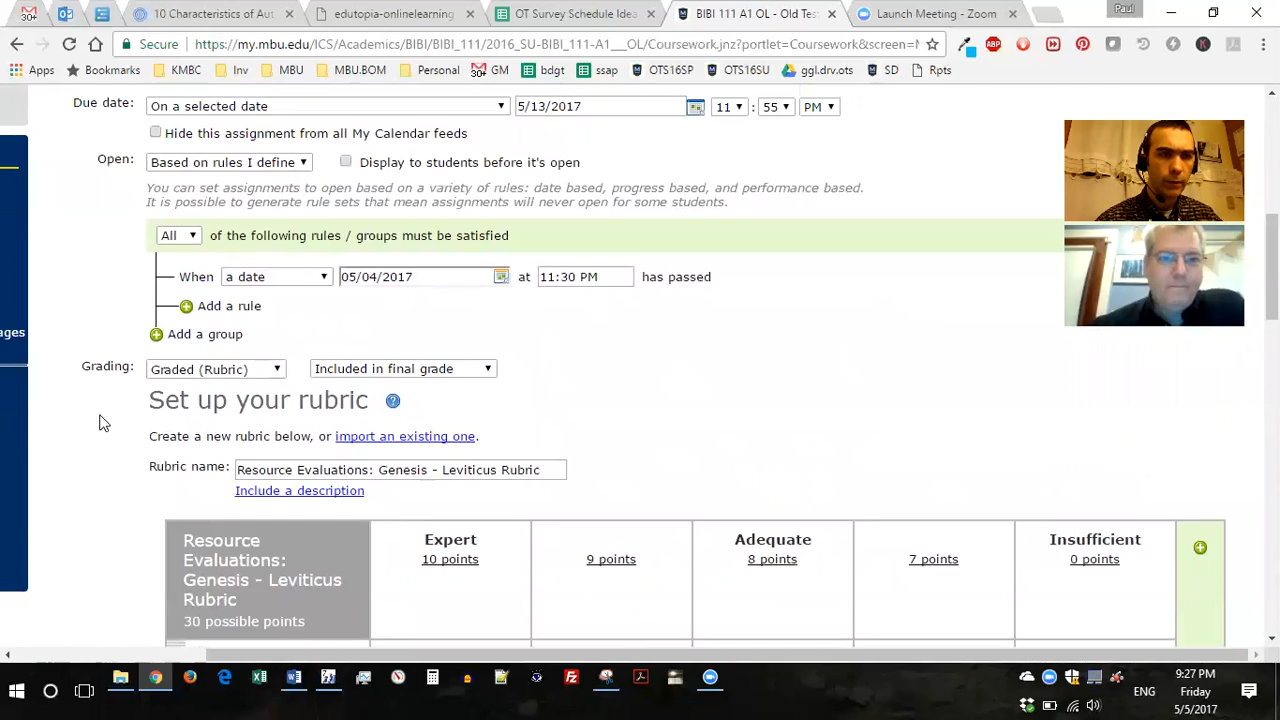 Paul
10 Characteristics of Aut
edutopia-onlinelearning
OT Survey Schedule Idea
BIBI 111 A1 OL - Old Test
Launch Meeting - Zoom
Secure
https://my.mbu.edu/ICS/Academics/BIBI/BIBI_111/2016_SU-BIBI_111-A1__OL/Coursework.jnz?portlet=Coursework&screen=
ABP
Apps
Bookmarks
KMBC
Inv
MBU
MBU.BOM
Personal
GM
bdgt
ssap
OTS16SP
OTS16SU
ggl.drv.ots
SD
Rpts
Due date:
On a selected date
5/13/2017
11
:
55
PM
Hide this assignment from all My Calendar feeds
Open:
Based on rules I define
Display to students before it's open
You can set assignments to open based on a variety of rules: date based, progress based, and performance based.
It is possible to generate rule sets that mean assignments will never open for some students.
All
of the following rules / groups must be satisfied
When
a date
05/04/2017
at
11:30 PM
has passed
Add a rule
ages
Add a group
Grading:
Graded (Rubric)
Included in final grade
Set up your rubric
Create a new rubric below, or import an existing one.
Rubric name:
Resource Evaluations: Genesis - Leviticus Rubric
Include a description
Resource
Evaluations:
Genesis - Leviticus
Rubric
30 possible points
Expert
10 points
9 points
Adequate
8 points
7 points
Insufficient
0 points
ENG
9:27 PM
Friday
5/5/2017